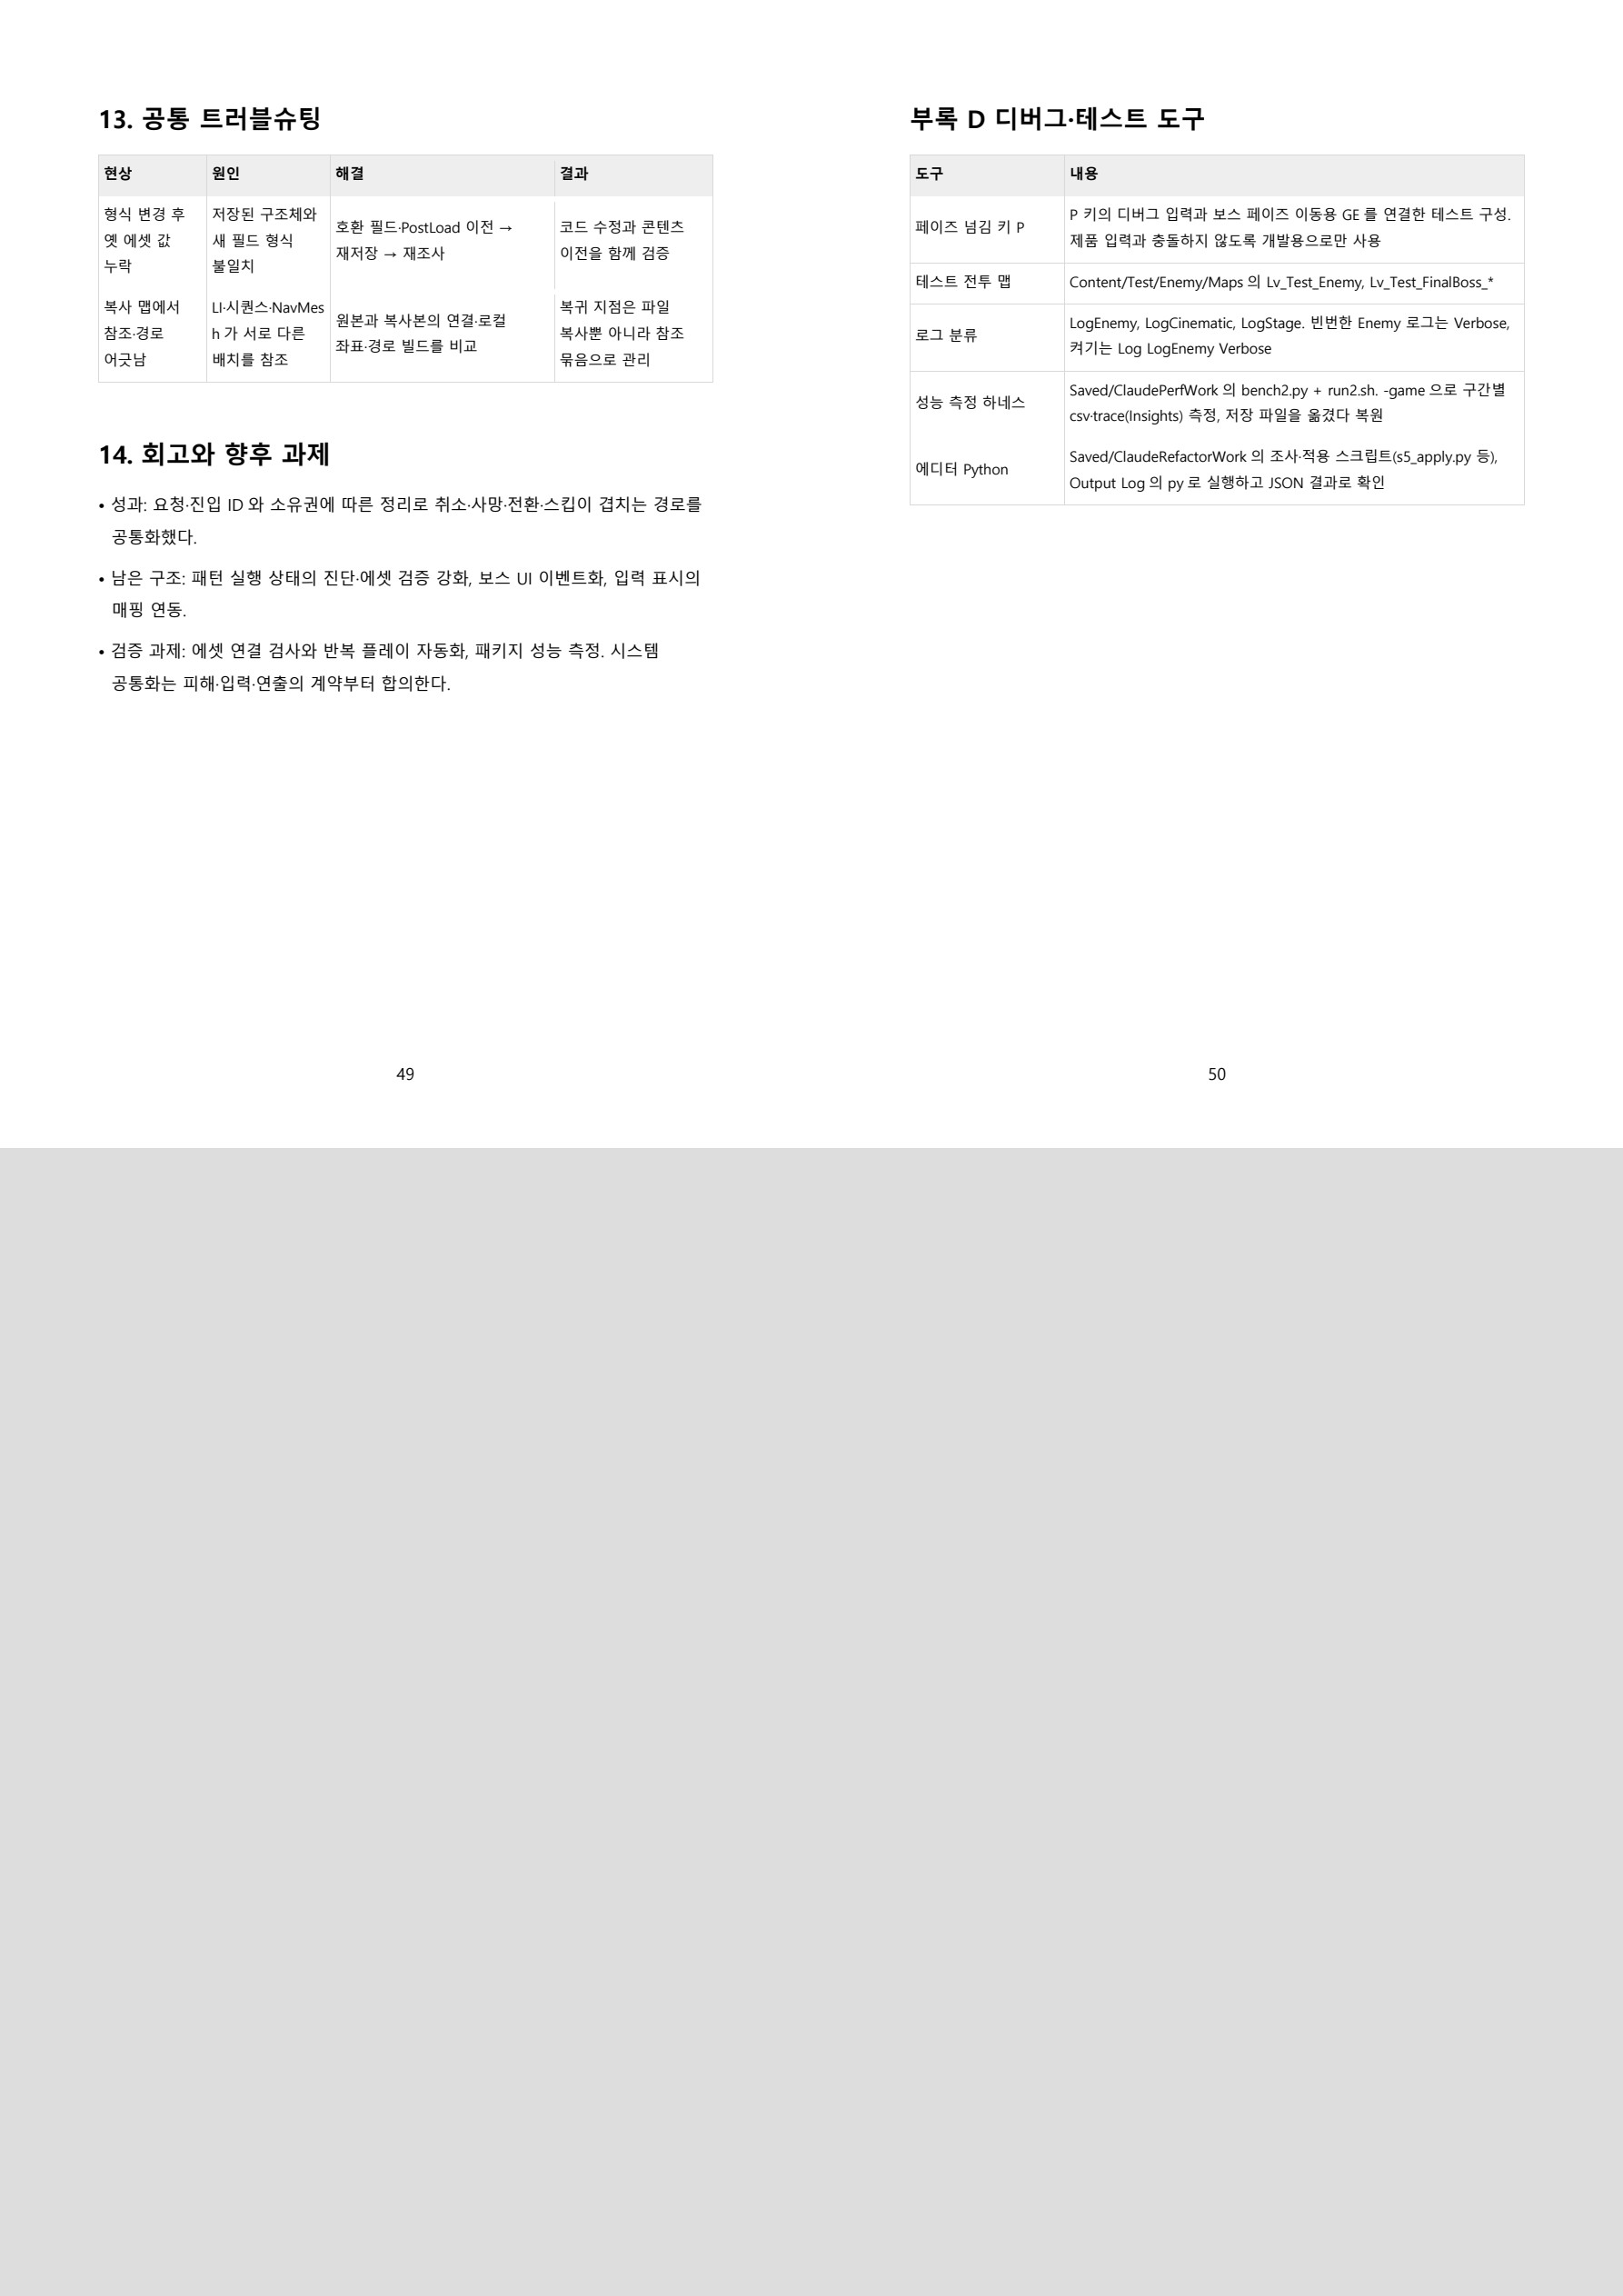 13. 공통 트러블슈팅
현상 원인 해결 결과
형식 변경 후
옛 에셋 값
누락
저장된 구조체와
새 필드 형식
불일치
호환 필드·PostLoad 이전 →
재저장 → 재조사
코드 수정과 콘텐츠
이전을 함께 검증
복사 맵에서
참조·경로
어긋남
LI·시퀀스·NavMes
h 가 서로 다른
배치를 참조
원본과 복사본의 연결·로컬
좌표·경로 빌드를 비교
복귀 지점은 파일
복사뿐 아니라 참조
묶음으로 관리
14. 회고와 향후 과제
• 성과: 요청·진입 ID 와 소유권에 따른 정리로 취소·사망·전환·스킵이 겹치는 경로를
공통화했다.
• 남은 구조: 패턴 실행 상태의 진단·에셋 검증 강화, 보스 UI 이벤트화, 입력 표시의
매핑 연동.
• 검증 과제: 에셋 연결 검사와 반복 플레이 자동화, 패키지 성능 측정. 시스템
공통화는 피해·입력·연출의 계약부터 합의한다.
49
부록 D 디버그·테스트 도구
도구 내용
페이즈 넘김 키 P
P 키의 디버그 입력과 보스 페이즈 이동용 GE 를 연결한 테스트 구성.
제품 입력과 충돌하지 않도록 개발용으로만 사용
테스트 전투 맵
Content/Test/Enemy/Maps 의 Lv_Test_Enemy, Lv_Test_FinalBoss_*
로그 분류
LogEnemy, LogCinematic, LogStage. 빈번한 Enemy 로그는 Verbose,
켜기는 Log LogEnemy Verbose
성능 측정 하네스
Saved/ClaudePerfWork 의 bench2.py + run2.sh. -game 으로 구간별
csv·trace(Insights) 측정, 저장 파일을 옮겼다 복원
에디터 Python
Saved/ClaudeRefactorWork 의 조사·적용 스크립트(s5_apply.py 등),
Output Log 의 py 로 실행하고 JSON 결과로 확인
50